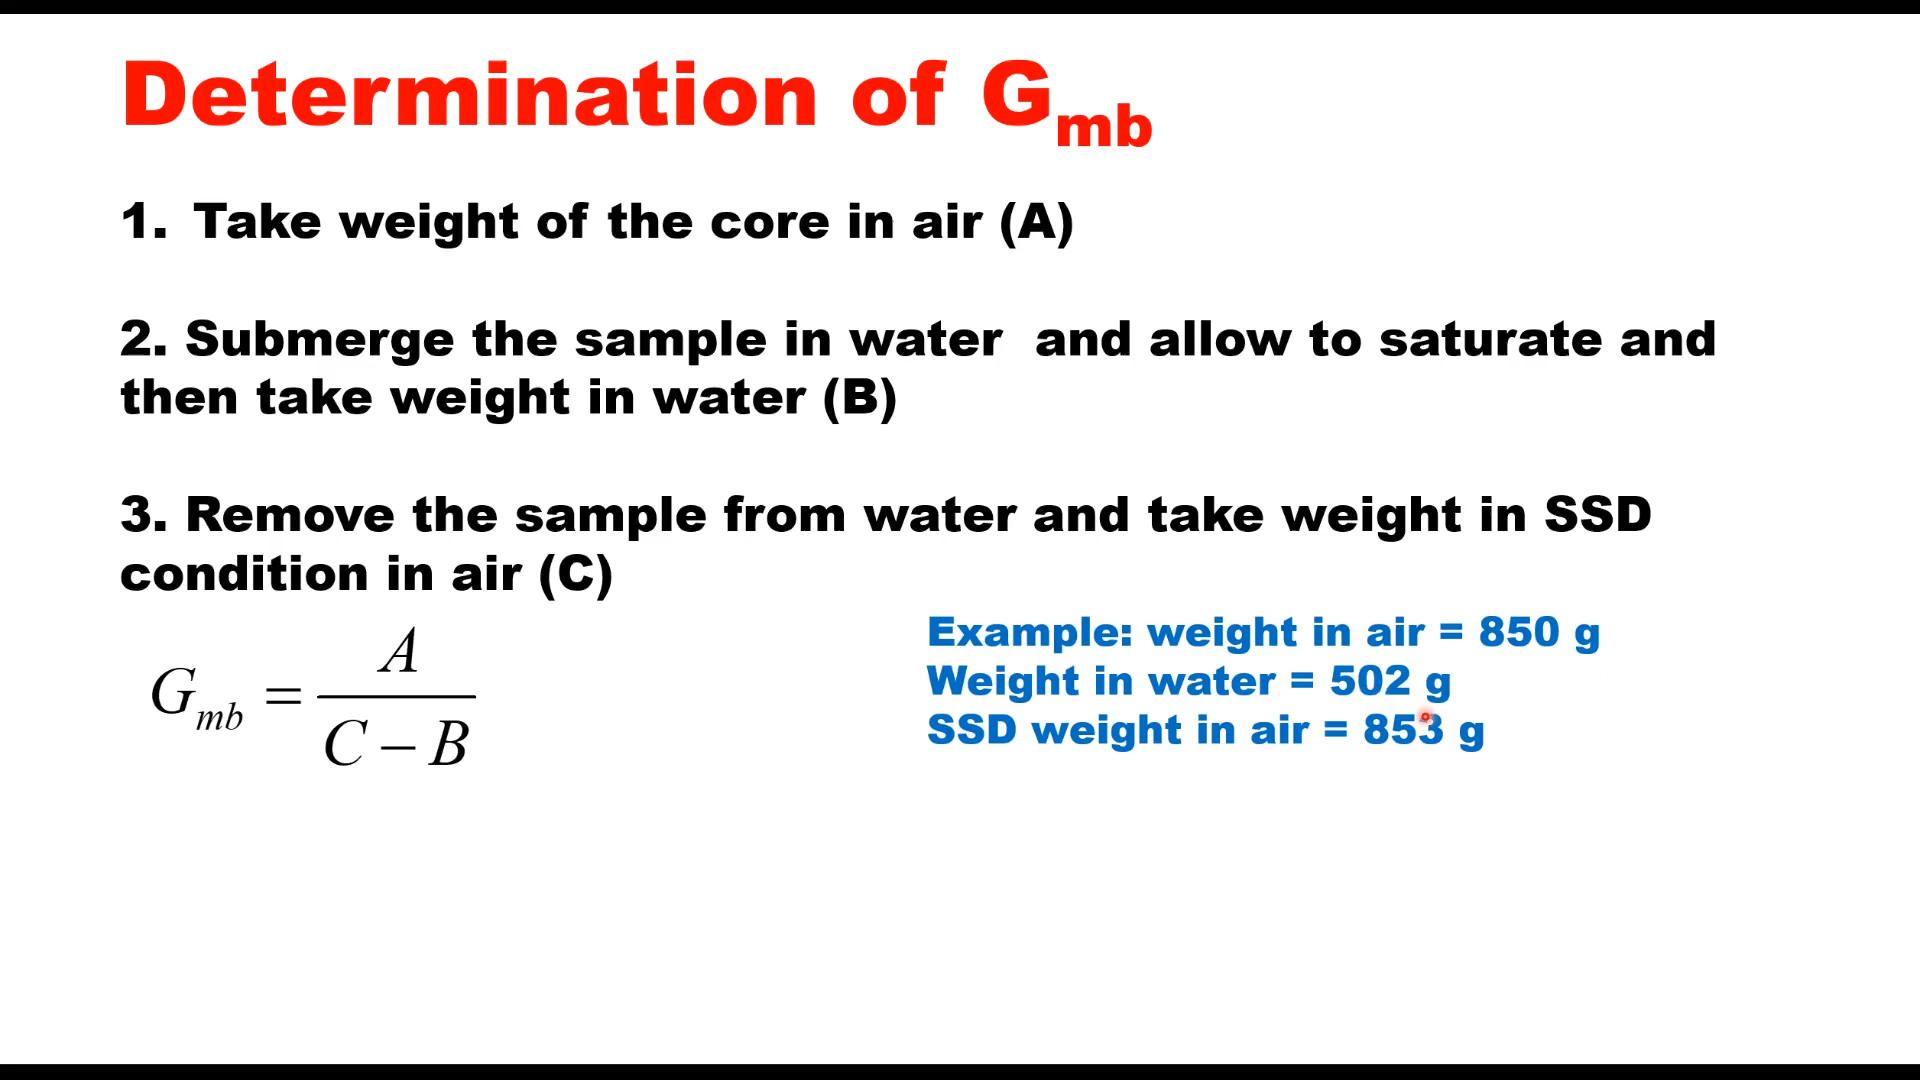 Determination of Gmb
1. Take weight of the core in air (A)
2. Submerge the sample in water and allow to saturate and
then take weight in water (B)
3. Remove the sample from water and take weight in SSD
condition in air (C)
Gmb = A / (C − B)
Example: weight in air = 850 g
Weight in water = 502 g
SSD weight in air = 853 g